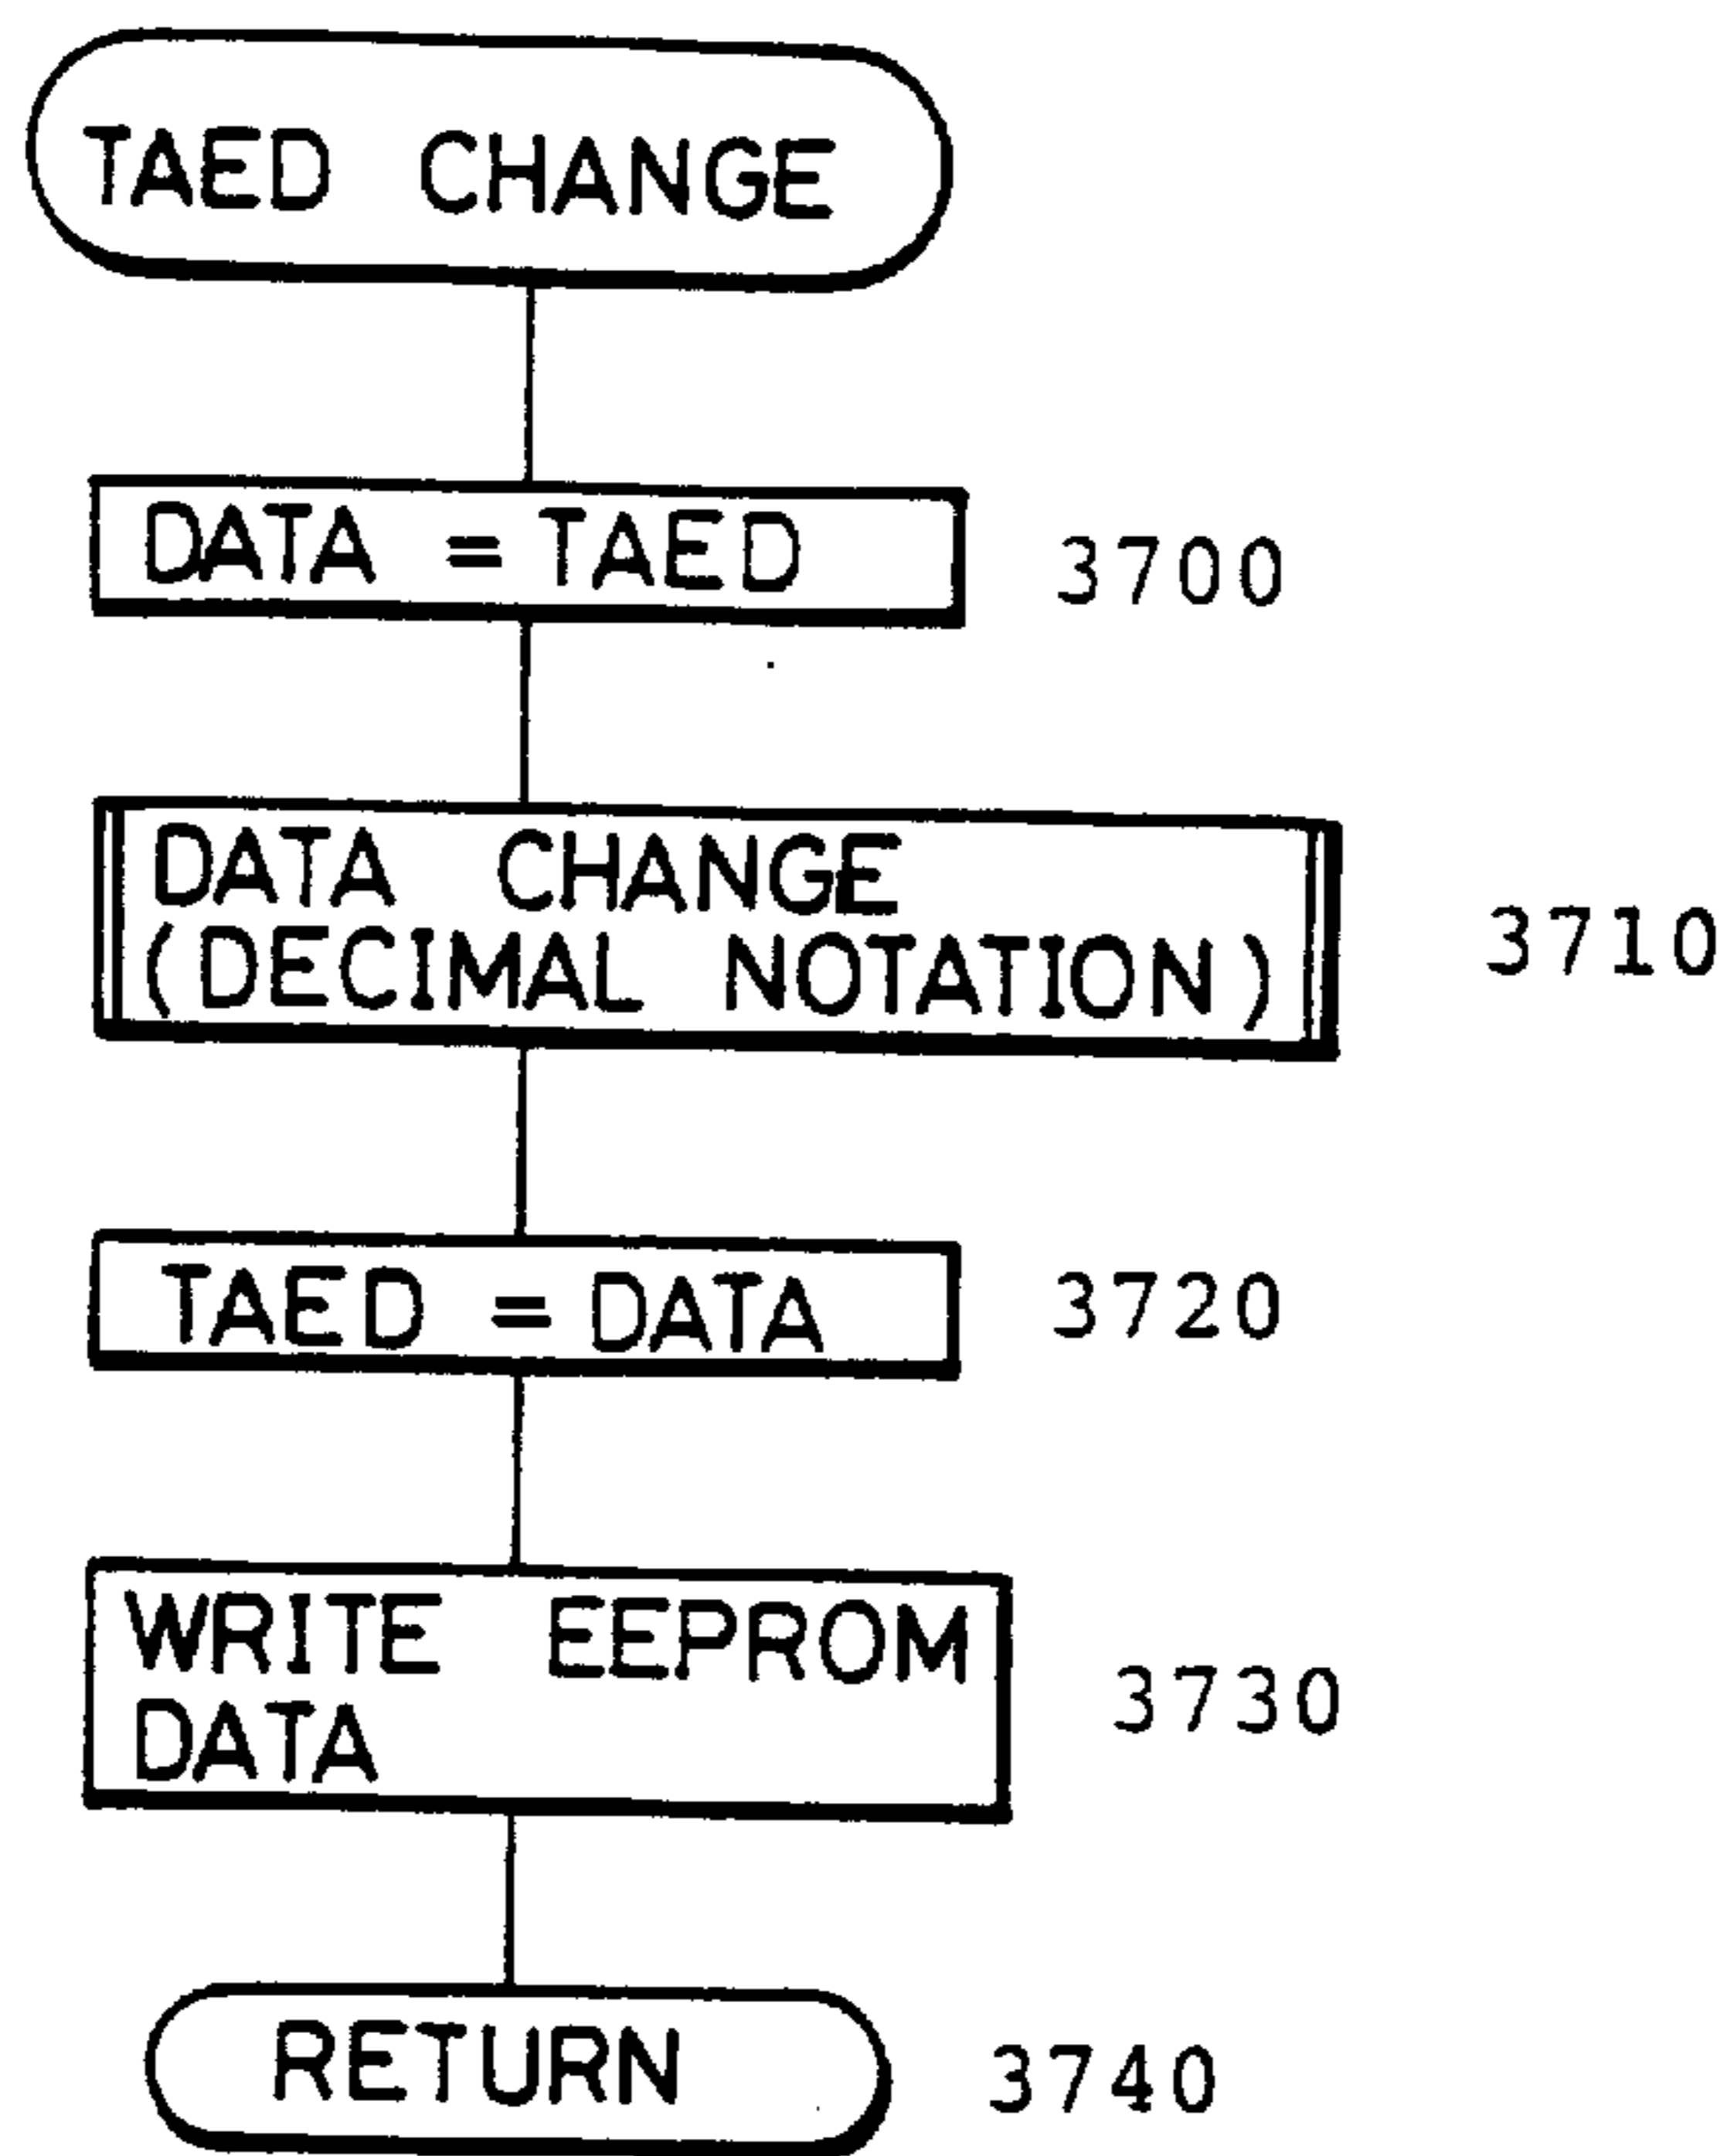 TAED CHANGE
DATA = TAED 3700
DATA CHANGE
(DECIMAL NOTATION) 3710
TAED = DATA 3720
WRITE EEPROM
DATA 3730
RETURN 3740